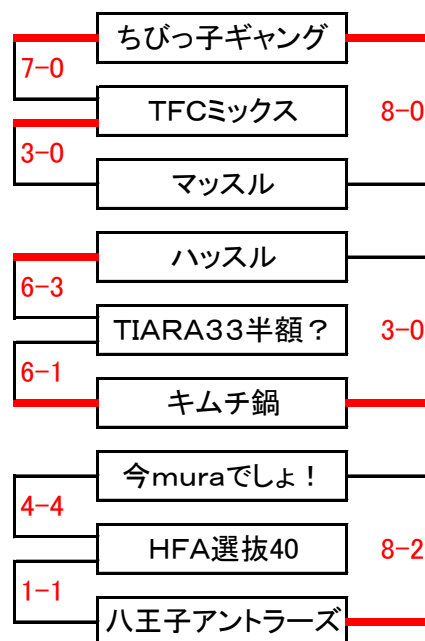 ちびっ子ギャング
7-0
TFCミックス 8-0
3-0
マッスル
ハッスル
6-3
TIARA33半額？ 3-0
6-1
キムチ鍋
今muraでしょ！
4-4
HFA選抜40 8-2
1-1
八王子アントラーズ